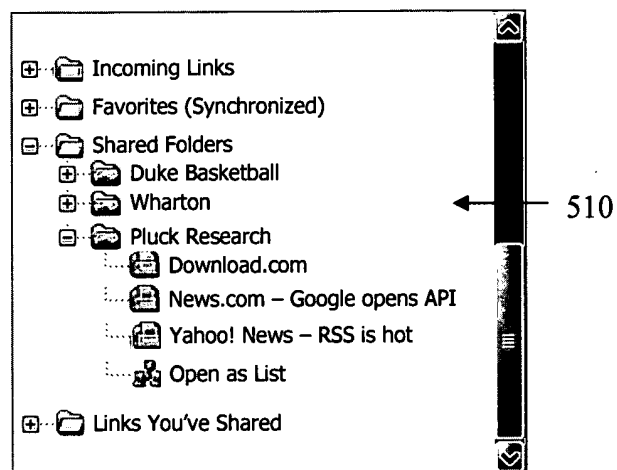 Incoming Links
Favorites (Synchronized)
Shared Folders
Duke Basketball
Wharton
510
Pluck Research
Download.com
News.com – Google opens API
Yahoo! News – RSS is hot
Open as List
Links You've Shared